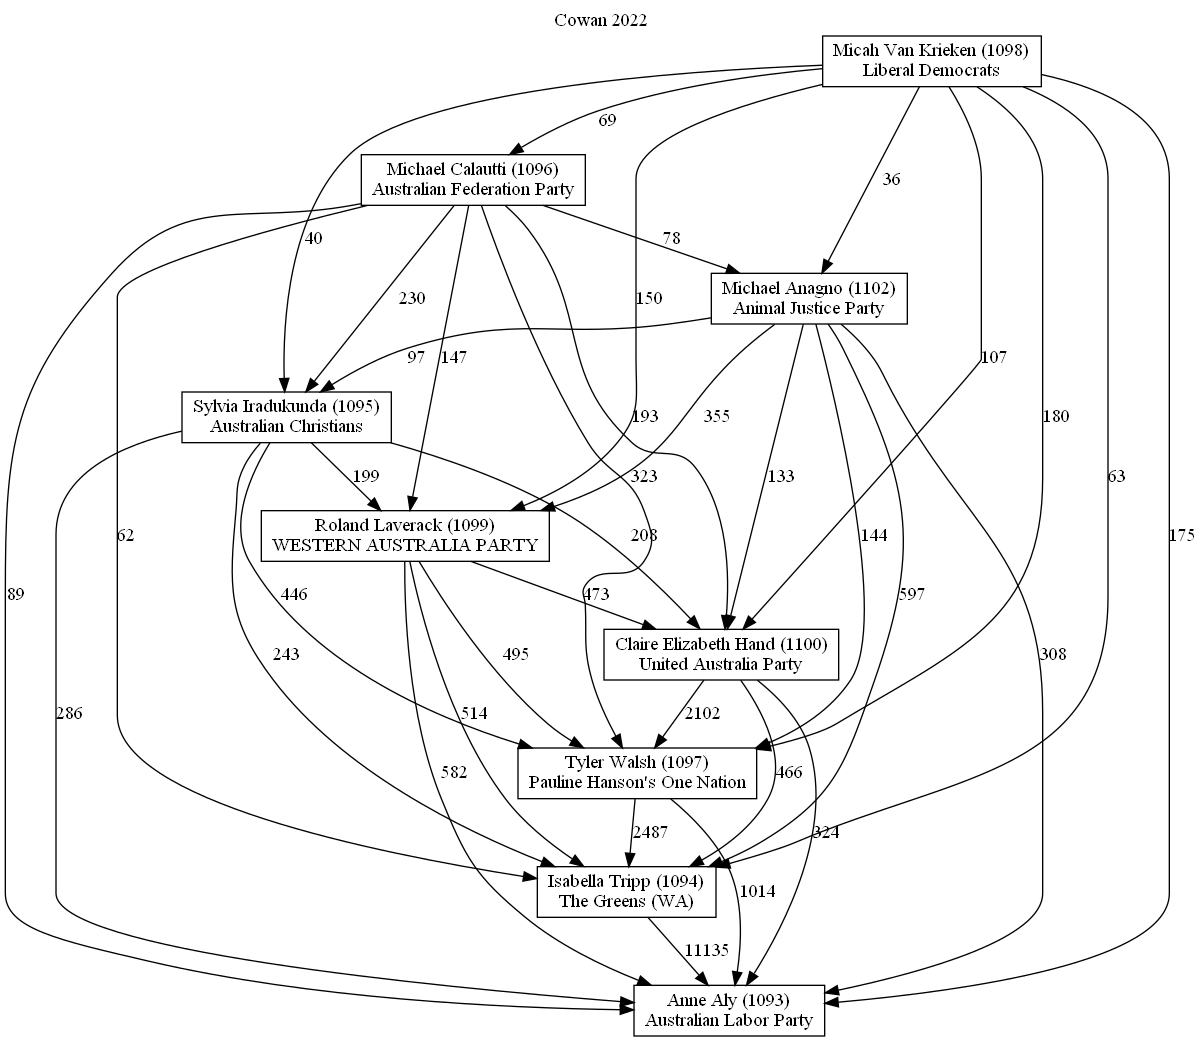 Cowan 2022
Micah Van Krieken (1098)
Liberal Democrats
69
Michael Calautti (1096)
Australian Federation Party
36
40
78
230
150
Michael Anagno (1102)
Animal Justice Party
97
147
107
Sylvia Iradukunda (1095)
Australian Christians
193
355
180
199
323
133
63
Roland Laverack (1099)
WESTERN AUSTRALIA PARTY
62
208
144
175
89
446
473
597
Claire Elizabeth Hand (1100)
United Australia Party
243
495
308
286
514
2102
Tyler Walsh (1097)
Pauline Hanson's One Nation
582
466
2487
324
Isabella Tripp (1094)
The Greens (WA)
1014
11135
Anne Aly (1093)
Australian Labor Party